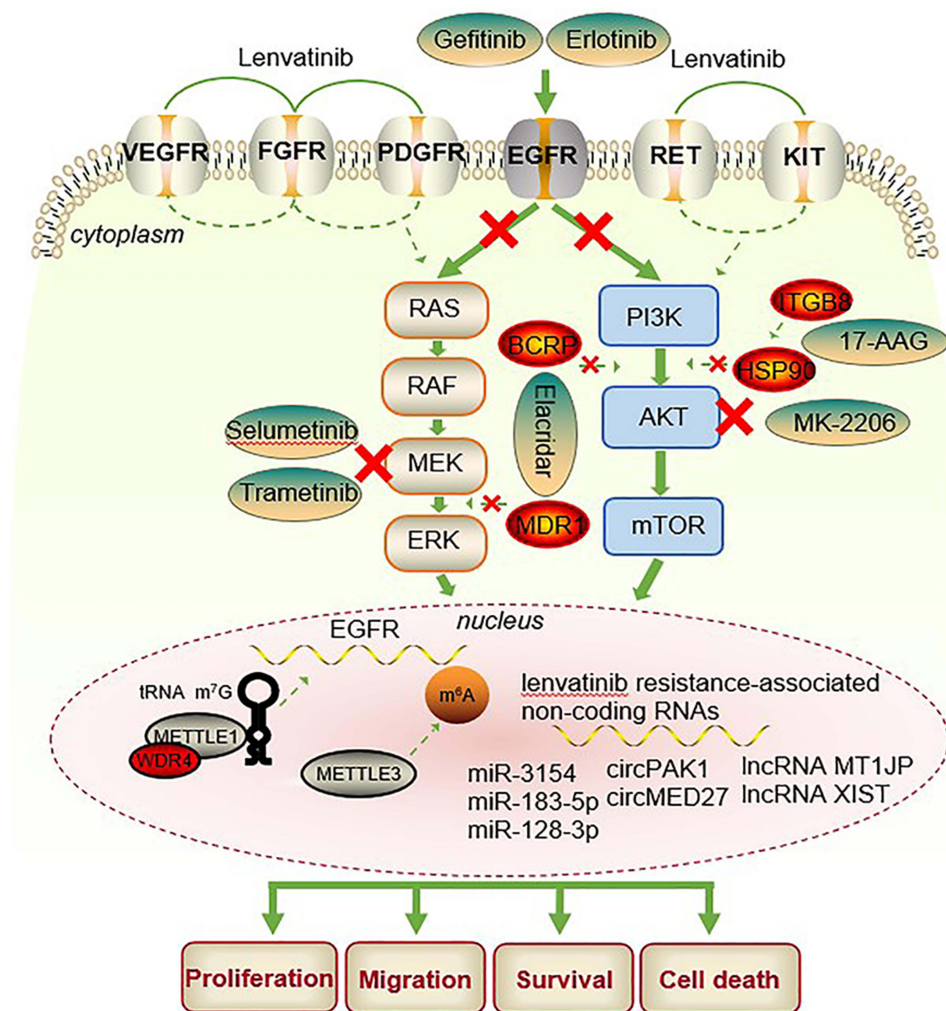 Gefitinib
Erlotinib
Lenvatinib
Lenvatinib
VEGFR
FGFR
PDGFR
EGFR
RET
KIT
cytoplasm
RAS
PI3K
ITGB8
BCRP
17-AAG
HSP90
RAF
Elacridar
AKT
MK-2206
Selumetinib
MEK
Trametinib
MDR1
ERK
mTOR
nucleus
EGFR
tRNA m⁷G
m⁶A
lenvatinib resistance-associated
non-coding RNAs
METTLE1
WDR4
METTLE3
miR-3154
miR-183-5p
miR-128-3p
circPAK1
circMED27
lncRNA MT1JP
lncRNA XIST
Proliferation
Migration
Survival
Cell death